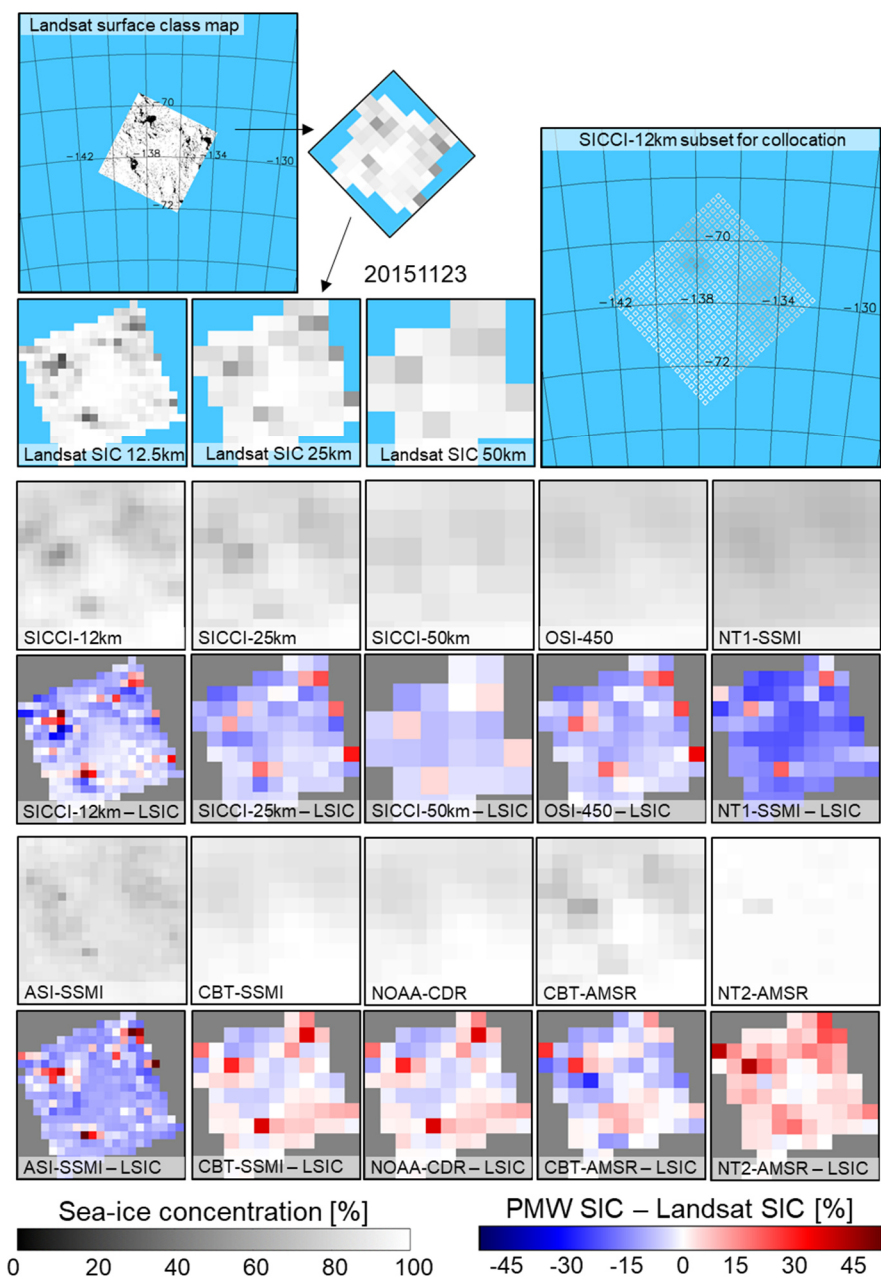 Landsat surface class map
-70
-142
-138
-134
-130
-72
SICCI-12km subset for collocation
-70
-142
-138
-134
-130
-72
20151123
Landsat SIC 12.5km
Landsat SIC 25km
Landsat SIC 50km
SICCI-12km
SICCI-25km
SICCI-50km
OSI-450
NT1-SSMI
SICCI-12km – LSIC
SICCI-25km – LSIC
SICCI-50km – LSIC
OSI-450 – LSIC
NT1-SSMI – LSIC
ASI-SSMI
CBT-SSMI
NOAA-CDR
CBT-AMSR
NT2-AMSR
ASI-SSMI – LSIC
CBT-SSMI – LSIC
NOAA-CDR – LSIC
CBT-AMSR – LSIC
NT2-AMSR – LSIC
Sea-ice concentration [%]
0 20 40 60 80 100
PMW SIC – Landsat SIC [%]
-45 -30 -15 0 15 30 45